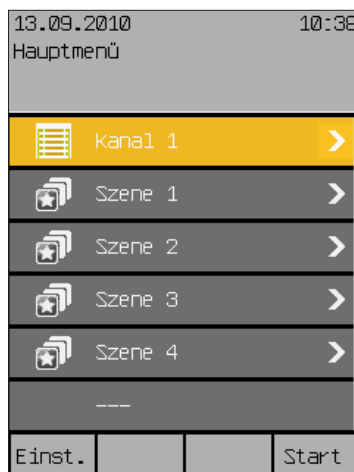 13.09.2010 10:38
Hauptmenü
Kanal 1
Szene 1
Szene 2
Szene 3
Szene 4
---
Einst. Start